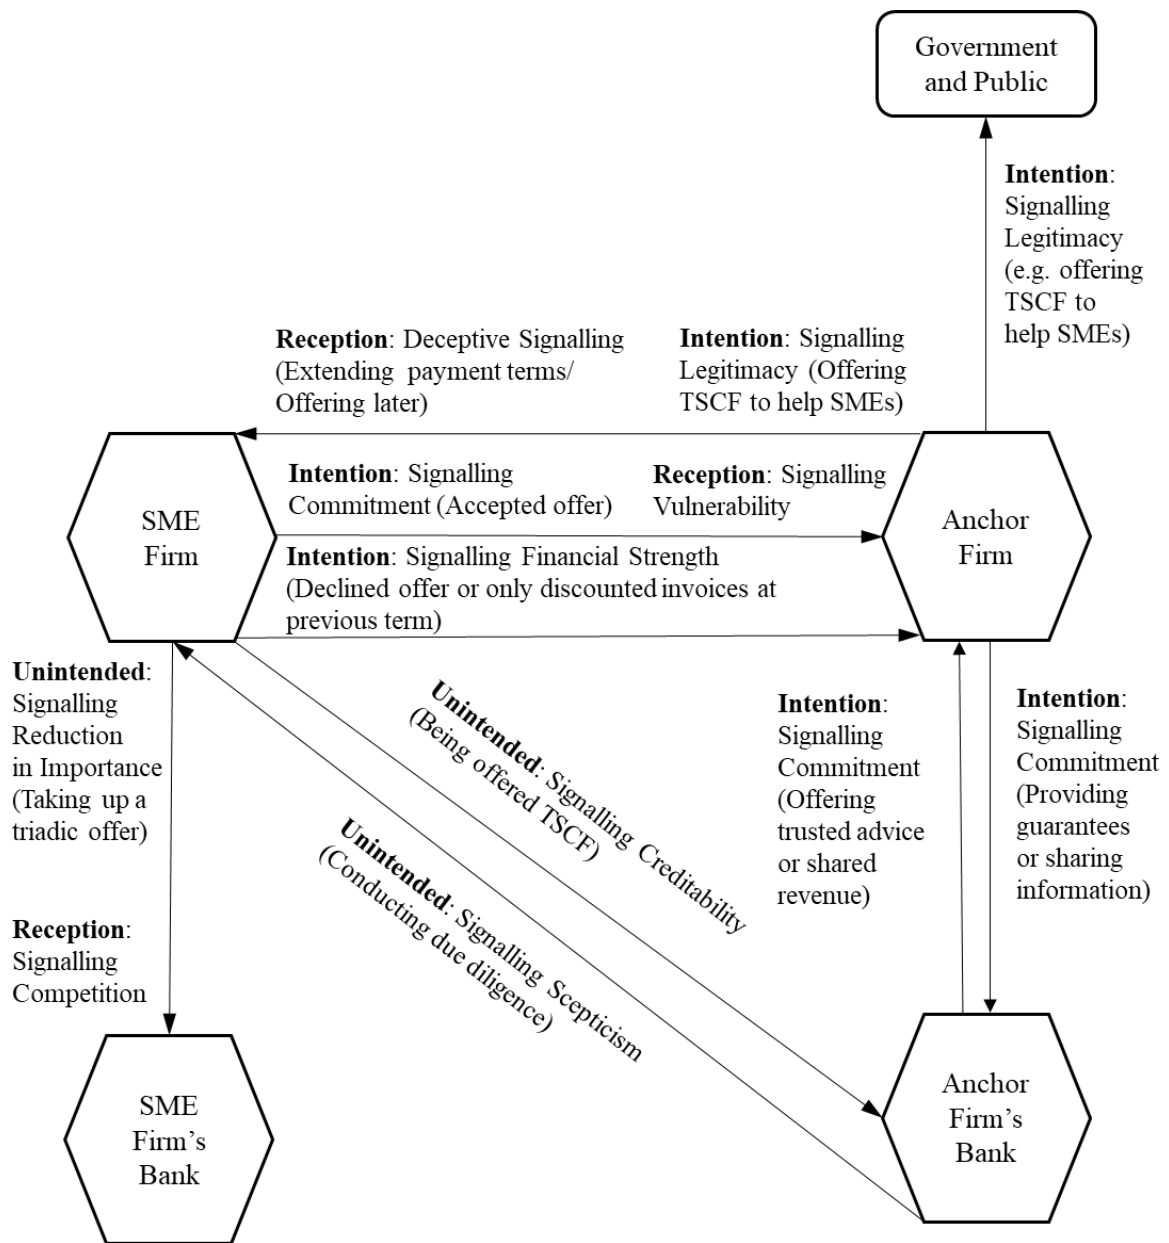 Government
and Public
Intention:
Signalling
Legitimacy
(e.g. offering
TSCF to
help SMEs)
Reception: Deceptive Signalling
(Extending payment terms/
Offering later)
Intention: Signalling
Legitimacy (Offering
TSCF to help SMEs)
SME
Firm
Intention: Signalling
Commitment (Accepted offer)
Reception: Signalling
Vulnerability
Anchor
Firm
Intention: Signalling Financial Strength
(Declined offer or only discounted invoices at
previous term)
Unintended:
Signalling
Reduction
in Importance
(Taking up a
triadic offer)
Reception:
Signalling
Competition
Unintended: Signalling Creditability
(Being offered TSCF)
Unintended: Signalling Scepticism
(Conducting due diligence)
Intention:
Signalling
Commitment
(Offering
trusted advice
or shared
revenue)
Intention:
Signalling
Commitment
(Providing
guarantees
or sharing
information)
SME
Firm's
Bank
Anchor
Firm's
Bank